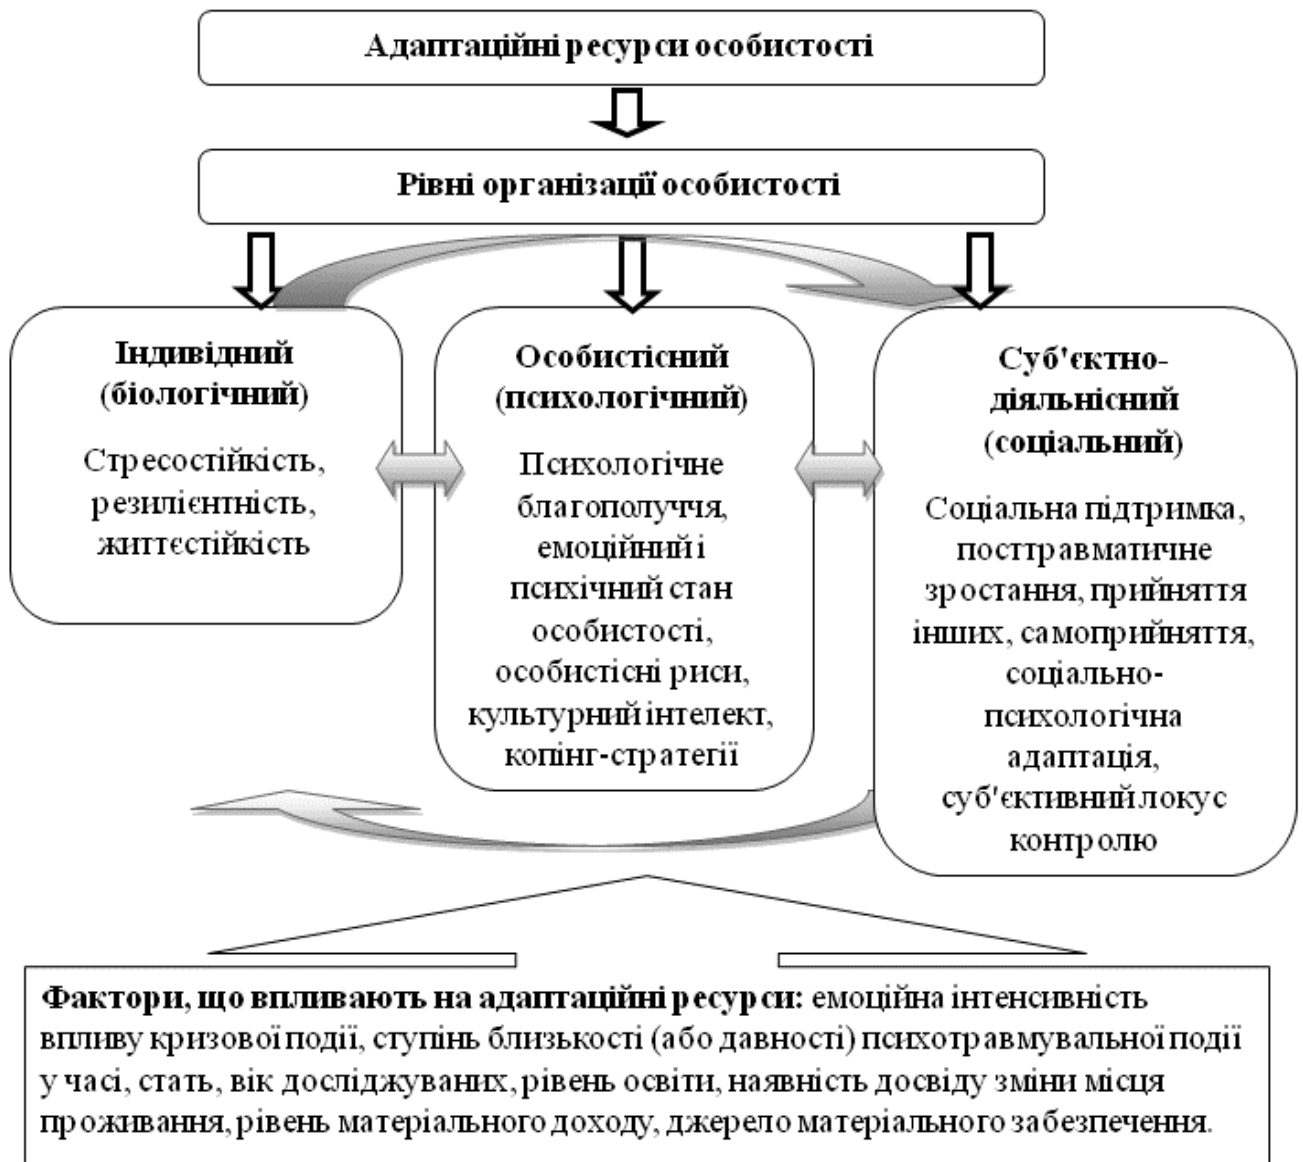 Адаптаційні ресурси особистості
Рівні організації особистості
Індивідний
(біологічний)
Стресостійкість,
резилієнтність,
життєстійкість
Особистісний
(психологічний)
Психологічне
благополуччя,
емоційний і
психічний стан
особистості,
особистісні риси,
культурний інтелект,
копінг-стратегії
Суб'єктно-
діяльнісний
(соціальний)
Соціальна підтримка,
посттравматичне
зростання, прийняття
інших, самоприйняття,
соціально-
психологічна
адаптація,
суб'єктивний локус
контролю
Фактори, що впливають на адаптаційні ресурси: емоційна інтенсивність
впливу кризової події, ступінь близькості (або давності) психотравмувальної події
у часі, стать, вік досліджуваних, рівень освіти, наявність досвіду зміни місця
проживання, рівень матеріального доходу, джерело матеріального забезпечення.